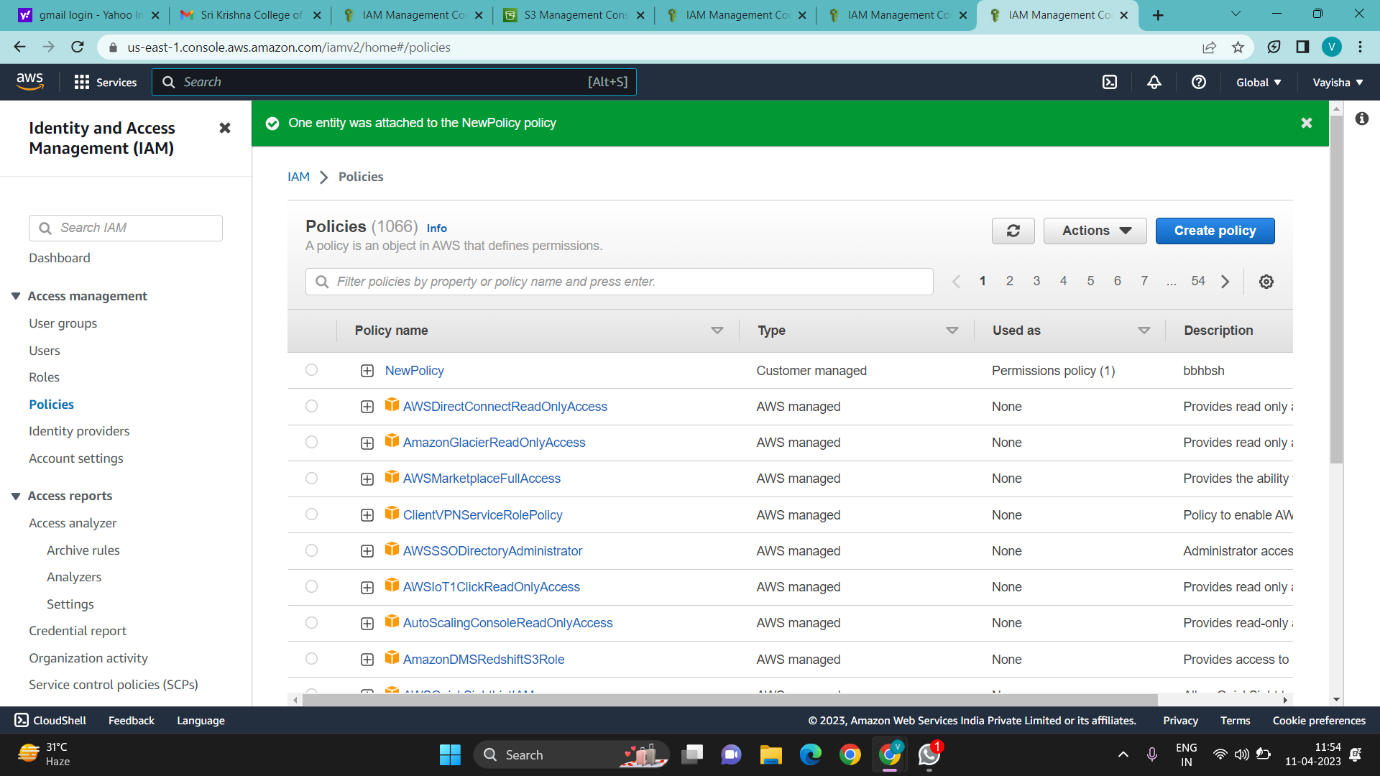 gmail login - Yahoo In
Sri Krishna College of
IAM Management Co
S3 Management Cons
IAM Management Co
IAM Management Co
IAM Management Co
us-east-1.console.aws.amazon.com/iamv2/home#/policies
V
aws
Services
Search
[Alt+S]
Global
Vayisha
Identity and Access
Management (IAM)
Search IAM
Dashboard
Access management
User groups
Users
Roles
Policies
Identity providers
Account settings
Access reports
Access analyzer
Archive rules
Analyzers
Settings
Credential report
Organization activity
Service control policies (SCPs)
One entity was attached to the NewPolicy policy
IAM > Policies
Policies (1066) Info
A policy is an object in AWS that defines permissions.
Actions
Create policy
Filter policies by property or policy name and press enter.
1 2 3 4 5 6 7 ... 54
Policy name Type Used as Description
NewPolicy Customer managed Permissions policy (1) bbhbsh
AWSDirectConnectReadOnlyAccess AWS managed None Provides read only
AmazonGlacierReadOnlyAccess AWS managed None Provides read only
AWSMarketplaceFullAccess AWS managed None Provides the ability
ClientVPNServiceRolePolicy AWS managed None Policy to enable AW
AWSSSODirectoryAdministrator AWS managed None Administrator acces
AWSIoT1ClickReadOnlyAccess AWS managed None Provides read only
AutoScalingConsoleReadOnlyAccess AWS managed None Provides read-only
AmazonDMSRedshiftS3Role AWS managed None Provides access to
CloudShell Feedback Language
© 2023, Amazon Web Services India Private Limited or its affiliates. Privacy Terms Cookie preferences
31°C
Haze
Search
V
1
ENG
IN
11:54
11-04-2023